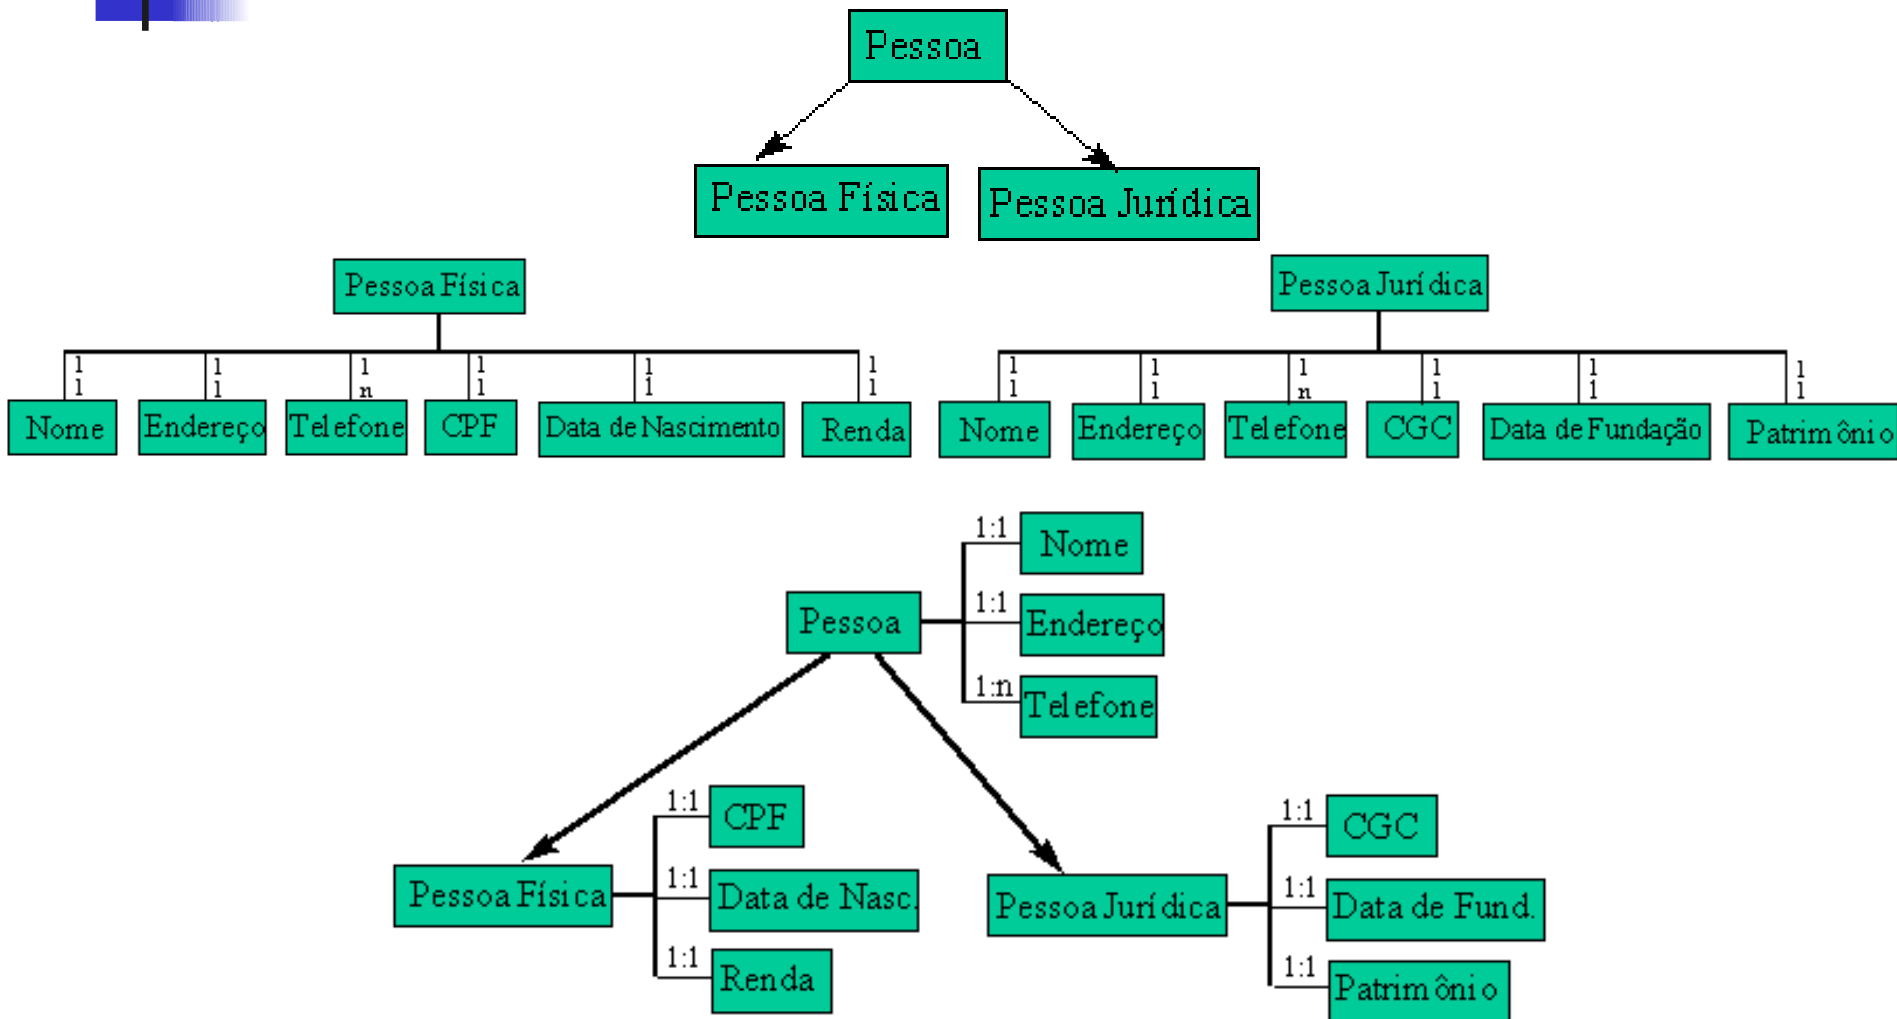 Pessoa
Pessoa Física
Pessoa Jurídica
Pessoa Física
Pessoa Jurídica
1 1 1 1 1 1 1 1 1 1 1 1
1 1 n 1 1 1 1 1 n 1 1 1
Nome Endereço Telefone CPF Data de Nascimento Renda Nome Endereço Telefone CGC Data de Fundação Patrimônio
1:1 Nome
Pessoa 1:1 Endereço
1:n Telefone
1:1 CPF
Pessoa Física 1:1 Data de Nasc.
1:1 Renda
1:1 CGC
Pessoa Jurídica 1:1 Data de Fund.
1:1 Patrimônio